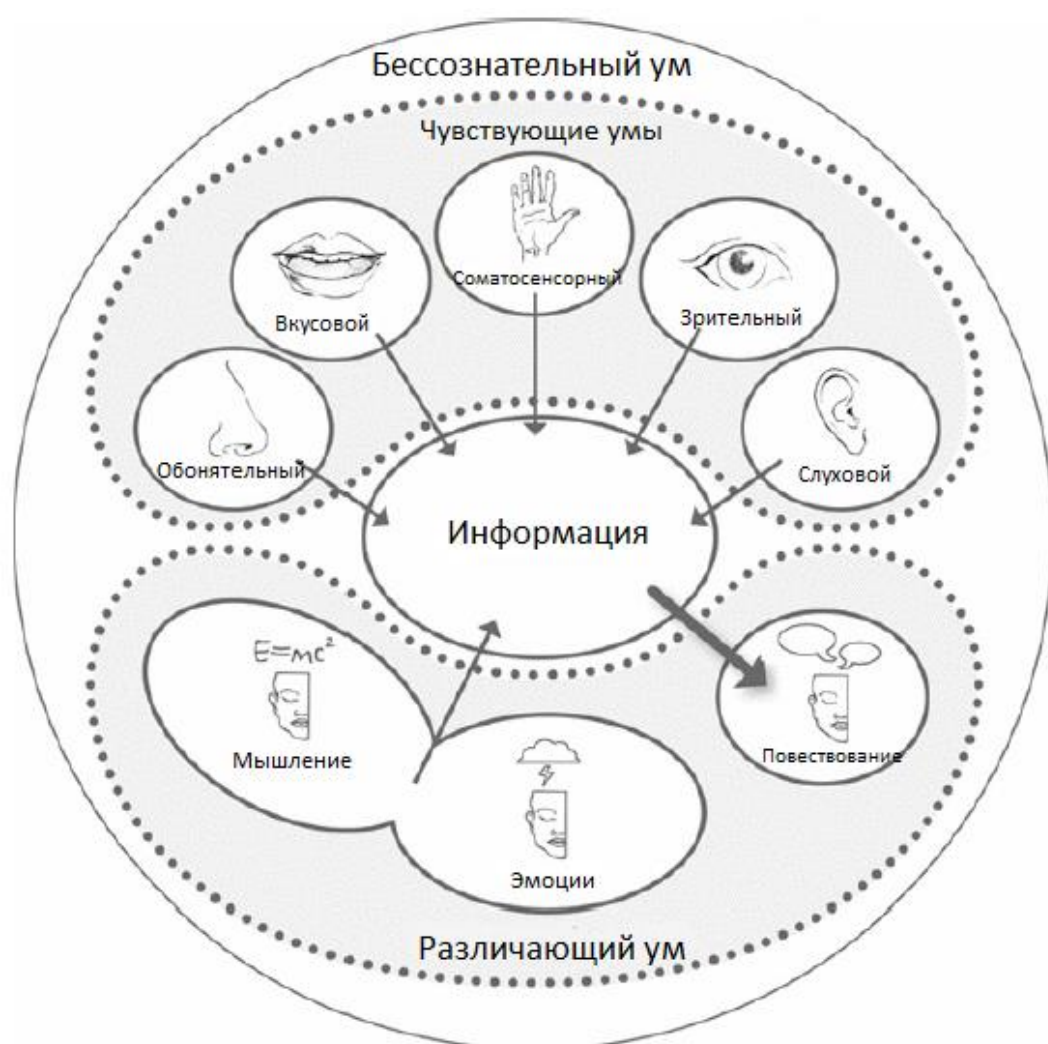 Бессознательный ум
Чувствующие умы
Соматосенсорный
Вкусовой
Зрительный
Обонятельный
Слуховой
Информация
E=mc²
Мышление
Повествование
Эмоции
Различающий ум